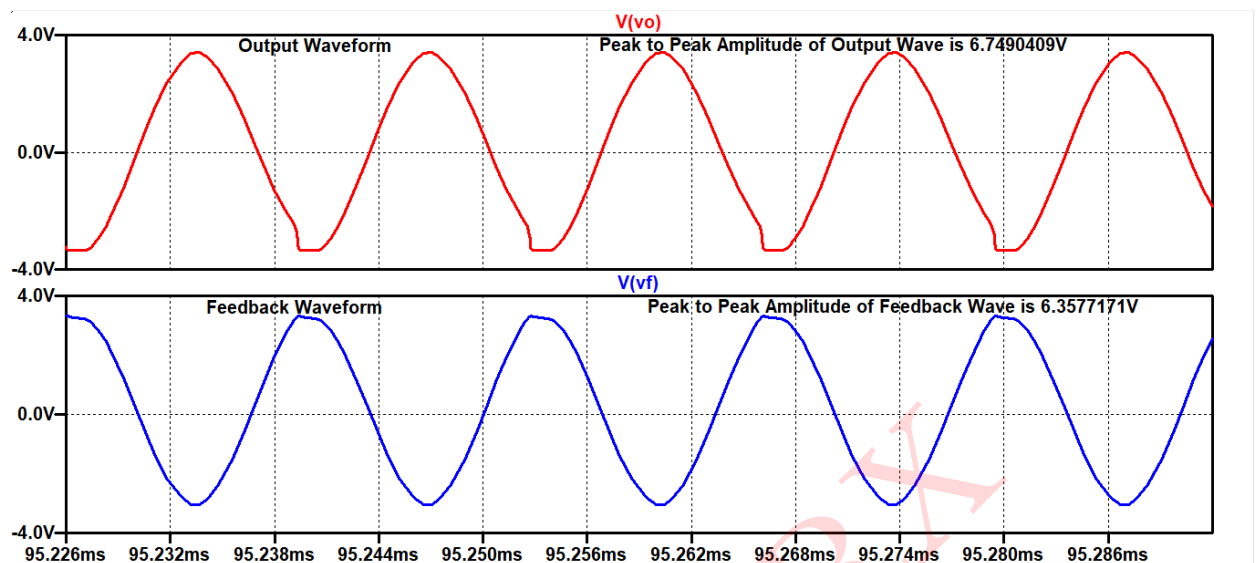 V(vo)
4.0V
Output Waveform
Peak to Peak Amplitude of Output Wave is 6.7490409V
0.0V
-4.0V
V(vf)
4.0V
Feedback Waveform
Peak to Peak Amplitude of Feedback Wave is 6.3577171V
0.0V
-4.0V
95.226ms 95.232ms 95.238ms 95.244ms 95.250ms 95.256ms 95.262ms 95.268ms 95.274ms 95.280ms 95.286ms